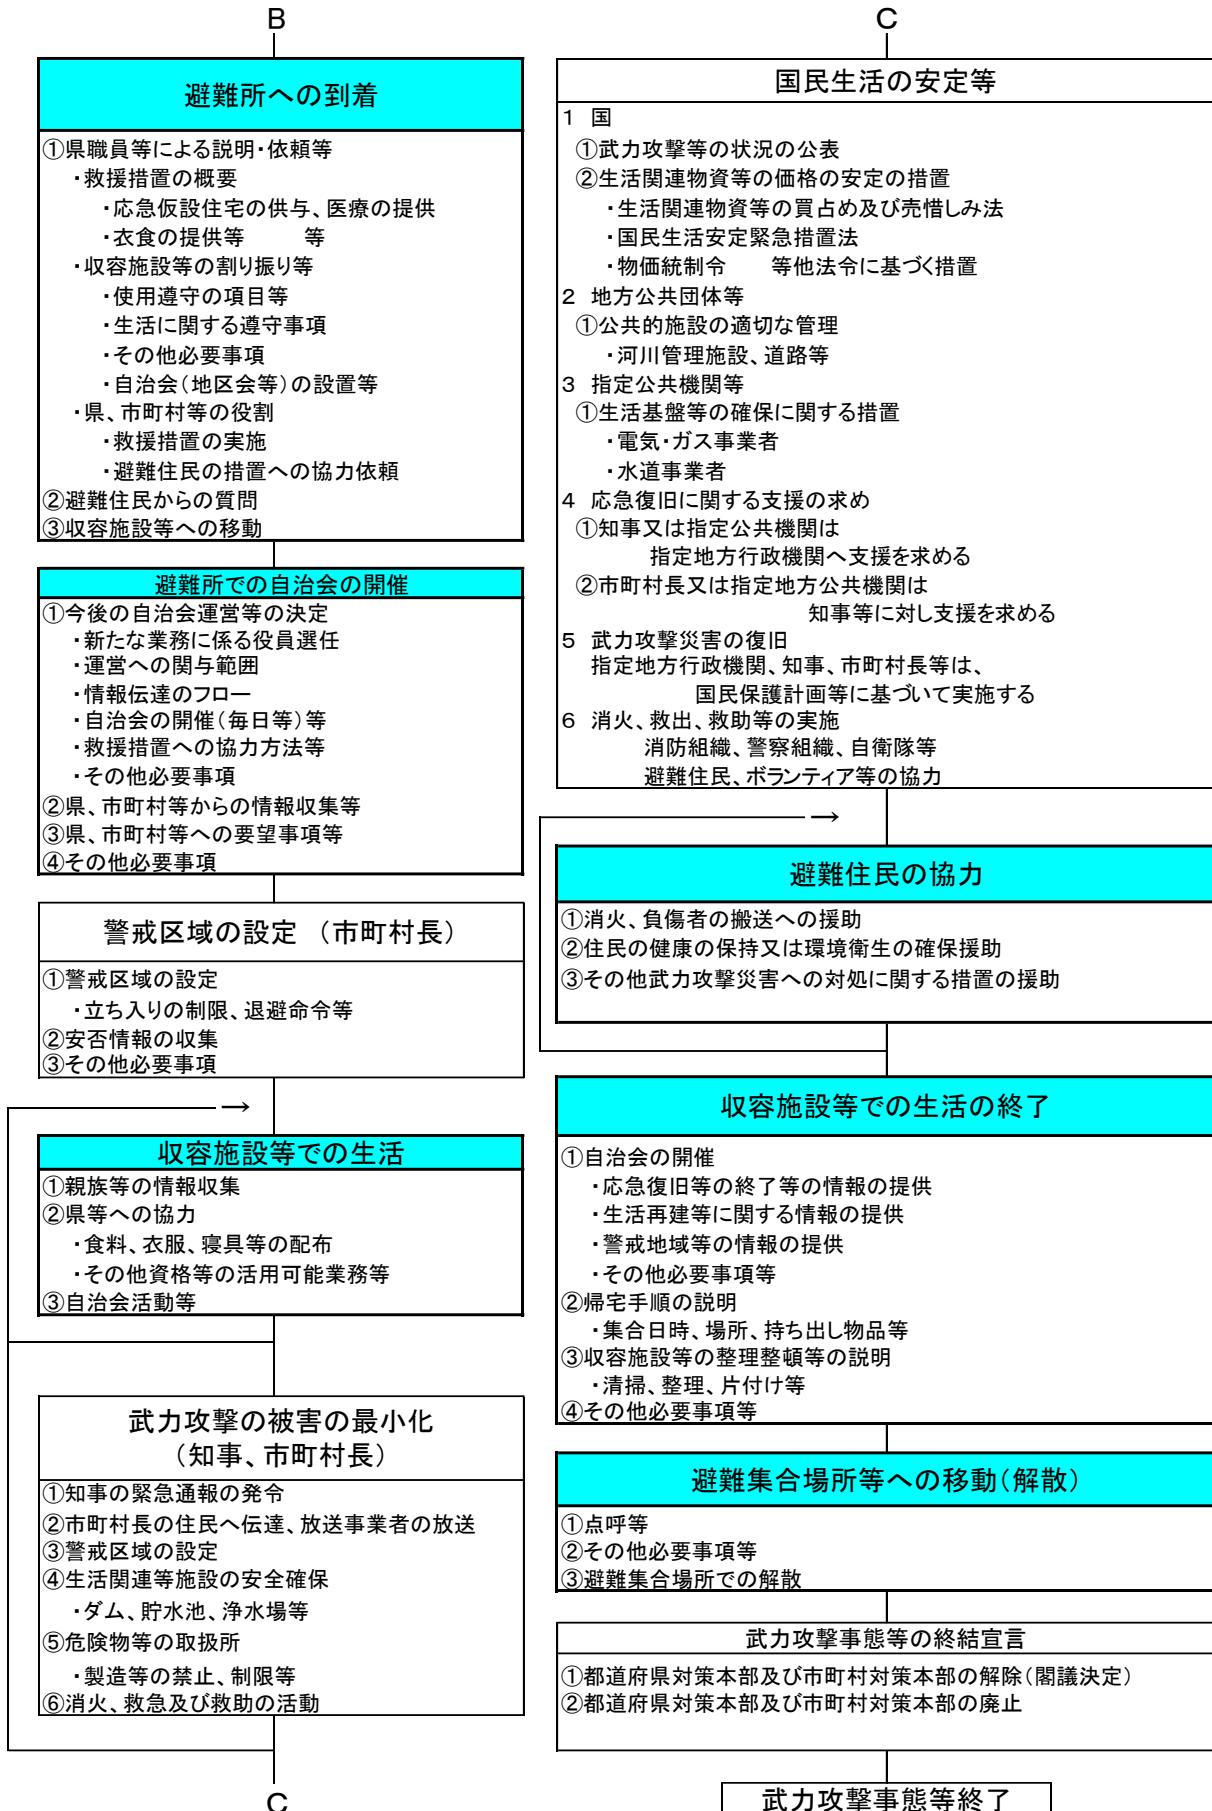 B
避難所への到着
①県職員等による説明・依頼等
・救援措置の概要
・応急仮設住宅の供与、医療の提供
・衣食の提供等　　　等
・収容施設等の割り振り等
・使用遵守の項目等
・生活に関する遵守事項
・その他必要事項
・自治会（地区会等）の設置等
・県、市町村等の役割
・救援措置の実施
・避難住民の措置への協力依頼
②避難住民からの質問
③収容施設等への移動
避難所での自治会の開催
①今後の自治会運営等の決定
・新たな業務に係る役員選任
・運営への関与範囲
・情報伝達のフロー
・自治会の開催（毎日等）等
・救援措置への協力方法等
・その他必要事項
②県、市町村等からの情報収集等
③県、市町村等への要望事項等
④その他必要事項
警戒区域の設定　（市町村長）
①警戒区域の設定
・立ち入りの制限、退避命令等
②安否情報の収集
③その他必要事項
→
収容施設等での生活
①親族等の情報収集
②県等への協力
・食料、衣服、寝具等の配布
・その他資格等の活用可能業務等
③自治会活動等
武力攻撃の被害の最小化
（知事、市町村長）
①知事の緊急通報の発令
②市町村長の住民へ伝達、放送事業者の放送
③警戒区域の設定
④生活関連等施設の安全確保
・ダム、貯水池、浄水場等
⑤危険物等の取扱所
・製造等の禁止、制限等
⑥消火、救急及び救助の活動
C
C
国民生活の安定等
1　国
①武力攻撃等の状況の公表
②生活関連物資等の価格の安定の措置
・生活関連物資等の買占め及び売惜しみ法
・国民生活安定緊急措置法
・物価統制令　　等他法令に基づく措置
2　地方公共団体等
①公共的施設の適切な管理
・河川管理施設、道路等
3　指定公共機関等
①生活基盤等の確保に関する措置
・電気・ガス事業者
・水道事業者
4　応急復旧に関する支援の求め
①知事又は指定公共機関は
指定地方行政機関へ支援を求める
②市町村長又は指定地方公共機関は
知事等に対し支援を求める
5　武力攻撃災害の復旧
指定地方行政機関、知事、市町村長等は、
国民保護計画等に基づいて実施する
6　消火、救出、救助等の実施
消防組織、警察組織、自衛隊等
避難住民、ボランティア等の協力
→
避難住民の協力
①消火、負傷者の搬送への援助
②住民の健康の保持又は環境衛生の確保援助
③その他武力攻撃災害への対処に関する措置の援助
収容施設等での生活の終了
①自治会の開催
・応急復旧等の終了等の情報の提供
・生活再建等に関する情報の提供
・警戒地域等の情報の提供
・その他必要事項等
②帰宅手順の説明
・集合日時、場所、持ち出し物品等
③収容施設等の整理整頓等の説明
・清掃、整理、片付け等
④その他必要事項等
避難集合場所等への移動（解散）
①点呼等
②その他必要事項等
③避難集合場所での解散
武力攻撃事態等の終結宣言
①都道府県対策本部及び市町村対策本部の解除（閣議決定）
②都道府県対策本部及び市町村対策本部の廃止
武力攻撃事態等終了